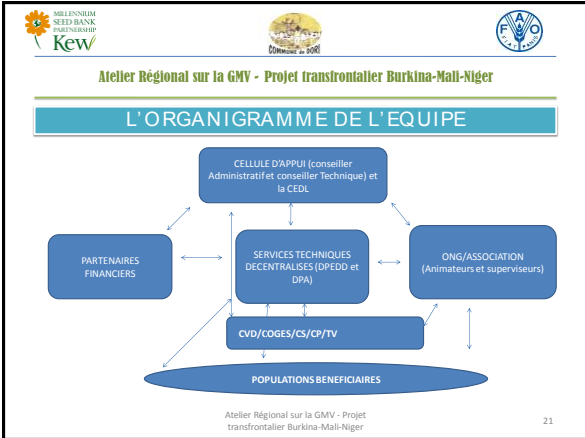 MILLENNIUM
SEED BANK
PARTNERSHIP
Kew
COMMUNE DE DORI
F A O
FIAT PANIS
Atelier Régional sur la GMV - Projet transfrontalier Burkina-Mali-Niger
L'ORGANIGRAMME DE L'EQUIPE
CELLULE D'APPUI (conseiller
Administratif et conseiller Technique) et
la CEDL
PARTENAIRES
FINANCIERS
SERVICES TECHNIQUES
DECENTRALISES (DPEDD et
DPA)
ONG/ASSOCIATION
(Animateurs et superviseurs)
CVD/COGES/CS/CP/TV
POPULATIONS BENEFICIAIRES
Atelier Régional sur la GMV - Projet
transfrontalier Burkina-Mali-Niger
21